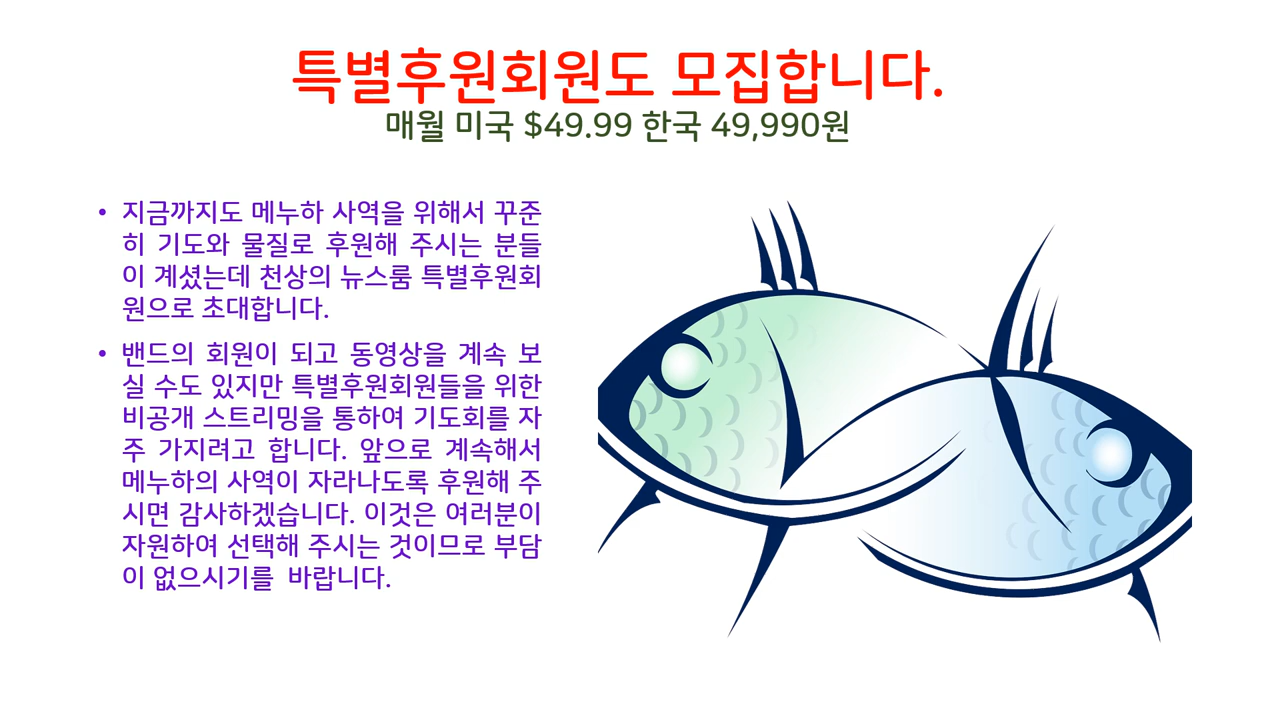 특별후원회원도 모집합니다.
매월 미국 $49.99 한국 49,990원
• 지금까지도 메누하 사역을 위해서 꾸준
히 기도와 물질로 후원해 주시는 분들
이 계셨는데 천상의 뉴스룸 특별후원회
원으로 초대합니다.
• 밴드의 회원이 되고 동영상을 계속 보
실 수도 있지만 특별후원회원들을 위한
비공개 스트리밍을 통하여 기도회를 자
주 가지려고 합니다. 앞으로 계속해서
메누하의 사역이 자라나도록 후원해 주
시면 감사하겠습니다. 이것은 여러분이
자원하여 선택해 주시는 것이므로 부담
이 없으시기를 바랍니다.